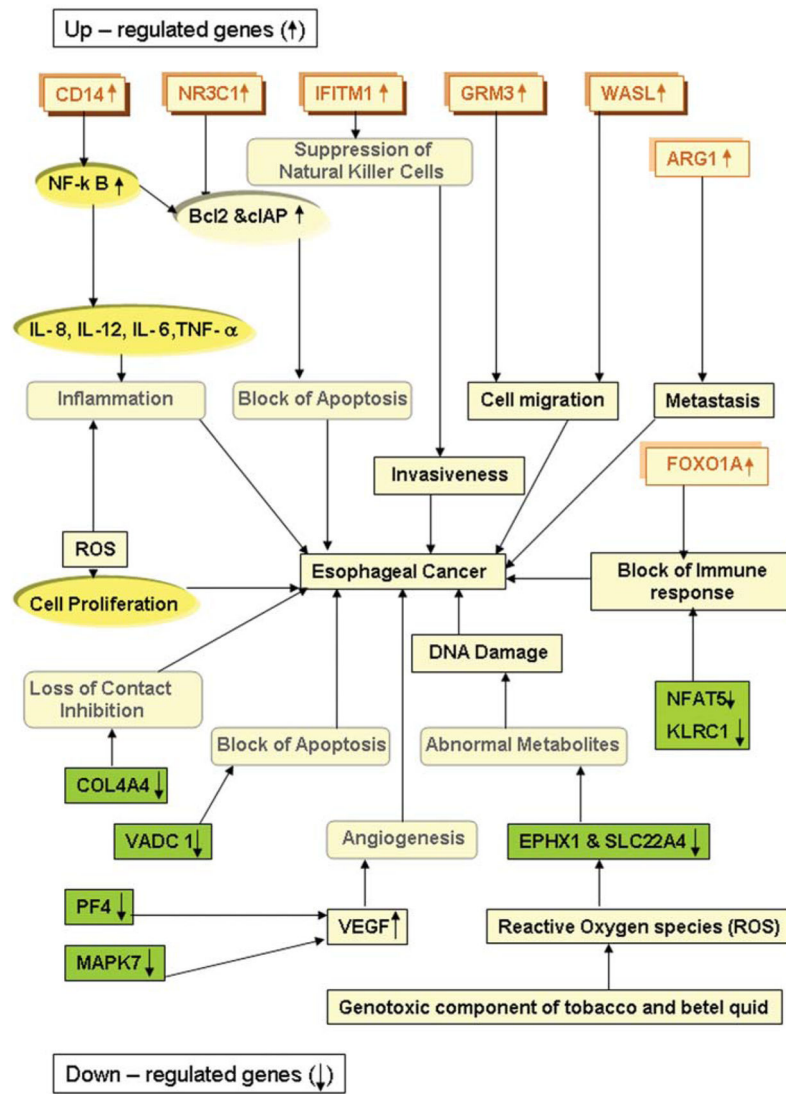 Up – regulated genes (↑)
CD14 ↑
NR3C1 ↑
IFITM1 ↑
GRM3 ↑
WASL ↑
Suppression of
Natural Killer Cells
ARG1 ↑
NF-k B ↑
Bcl2 &cIAP ↑
IL- 8, IL-12, IL- 6,TNF- α
Inflammation
Block of Apoptosis
Cell migration
Metastasis
FOXO1A ↑
Invasiveness
ROS
Cell Proliferation
Esophageal Cancer
Block of Immune
response
DNA Damage
Loss of Contact
Inhibition
NFAT5 ↓
KLRC1 ↓
Block of Apoptosis
Abnormal Metabolites
COL4A4 ↓
VADC 1 ↓
Angiogenesis
EPHX1 & SLC22A4 ↓
PF4 ↓
VEGF ↑
Reactive Oxygen species (ROS)
MAPK7 ↓
Genotoxic component of tobacco and betel quid
Down – regulated genes (↓)